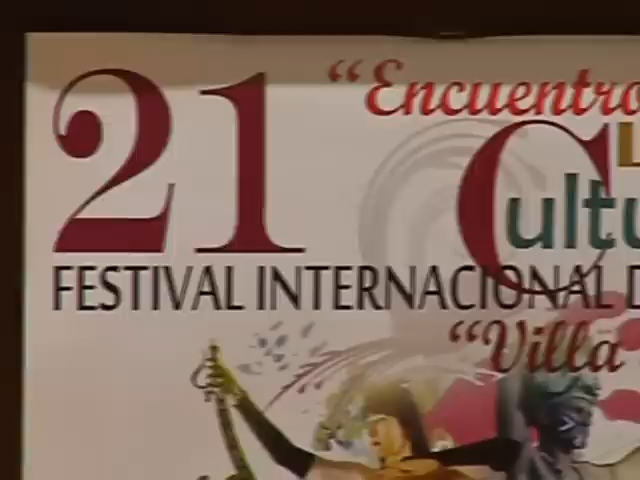 21
"Encuentro
L
Cultu
FESTIVAL INTERNACIONAL D
"Villa